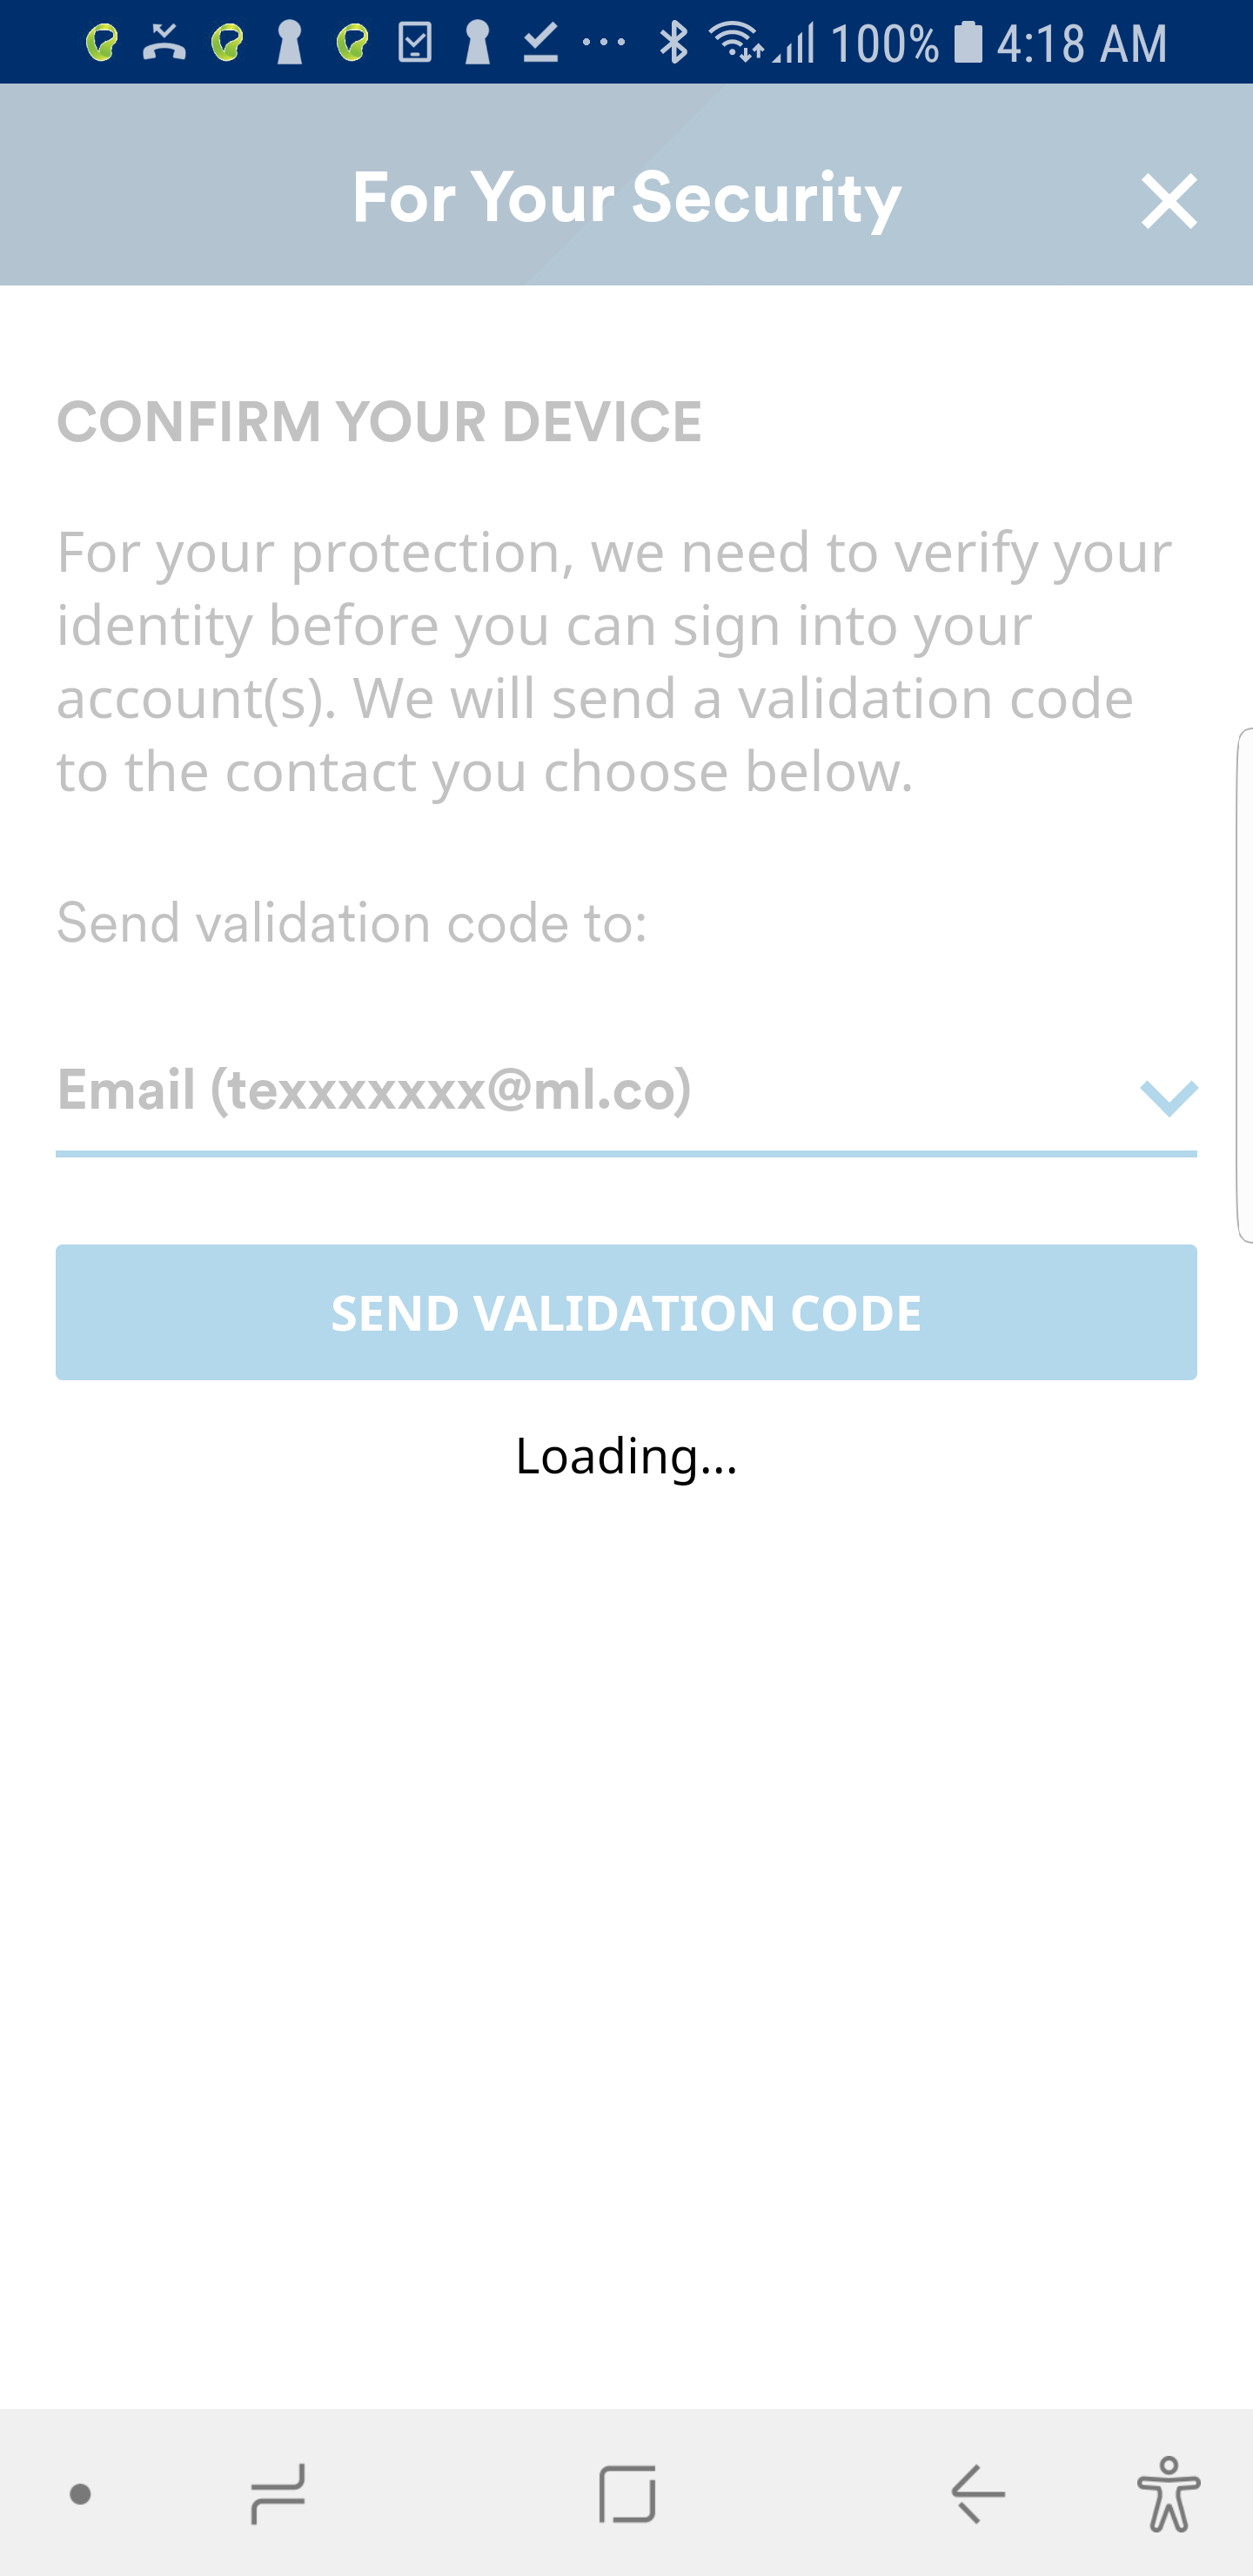 100% 4:18 AM
For Your Security
CONFIRM YOUR DEVICE
For your protection, we need to verify your
identity before you can sign into your
account(s). We will send a validation code
to the contact you choose below.
Send validation code to:
Email (texxxxxxx@ml.co)
SEND VALIDATION CODE
Loading...